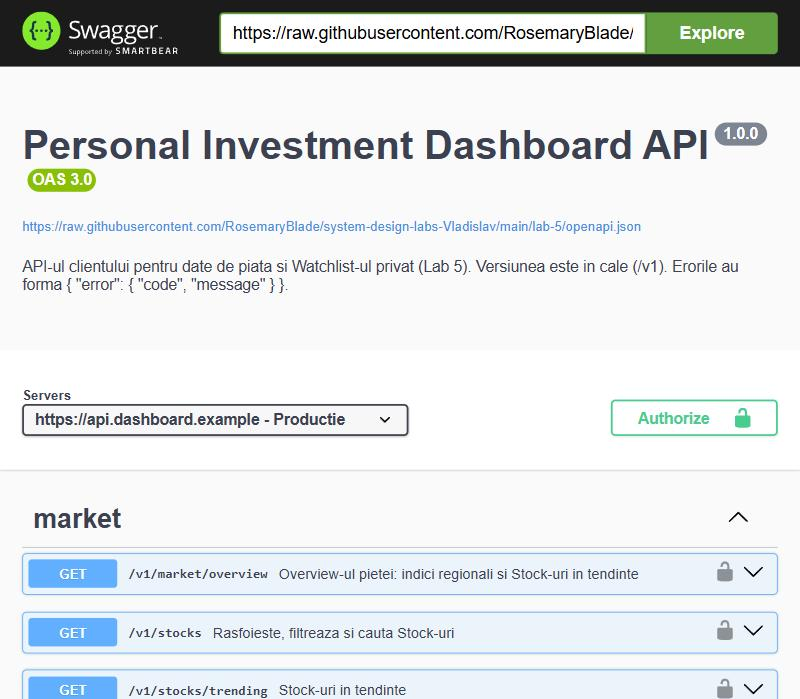 Swagger
Supported by SMARTBEAR
https://raw.githubusercontent.com/RosemaryBlade/
Explore
Personal Investment Dashboard API 1.0.0
OAS 3.0
https://raw.githubusercontent.com/RosemaryBlade/system-design-labs-Vladislav/main/lab-5/openapi.json
API-ul clientului pentru date de piata si Watchlist-ul privat (Lab 5). Versiunea este in cale (/v1). Erorile au
forma { "error": { "code", "message" } }.
Servers
https://api.dashboard.example - Productie
Authorize
market
GET /v1/market/overview Overview-ul pietei: indici regionali si Stock-uri in tendinte
GET /v1/stocks Rasfoieste, filtreaza si cauta Stock-uri
GET /v1/stocks/trending Stock-uri in tendinte